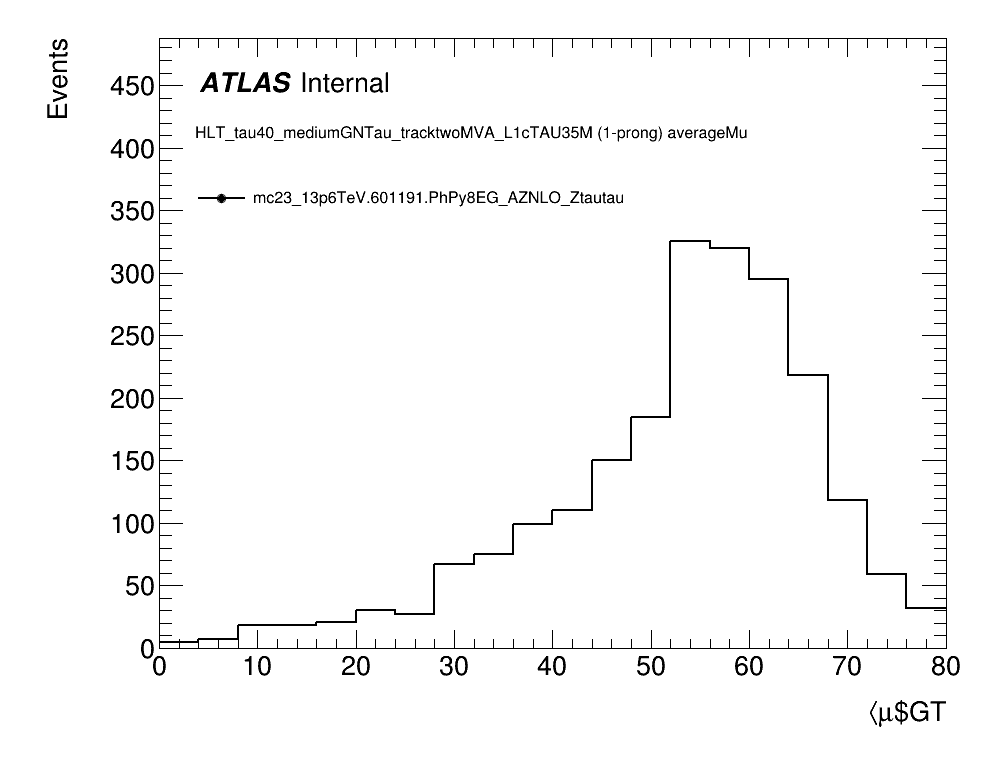 Events
450
400
350
300
250
200
150
100
50
0
ATLAS Internal
HLT_tau40_mediumGNTau_tracktwoMVA_L1cTAU35M (1-prong) averageMu
mc23_13p6TeV.601191.PhPy8EG_AZNLO_Ztautau
0 10 20 30 40 50 60 70 80
⟨μ$GT